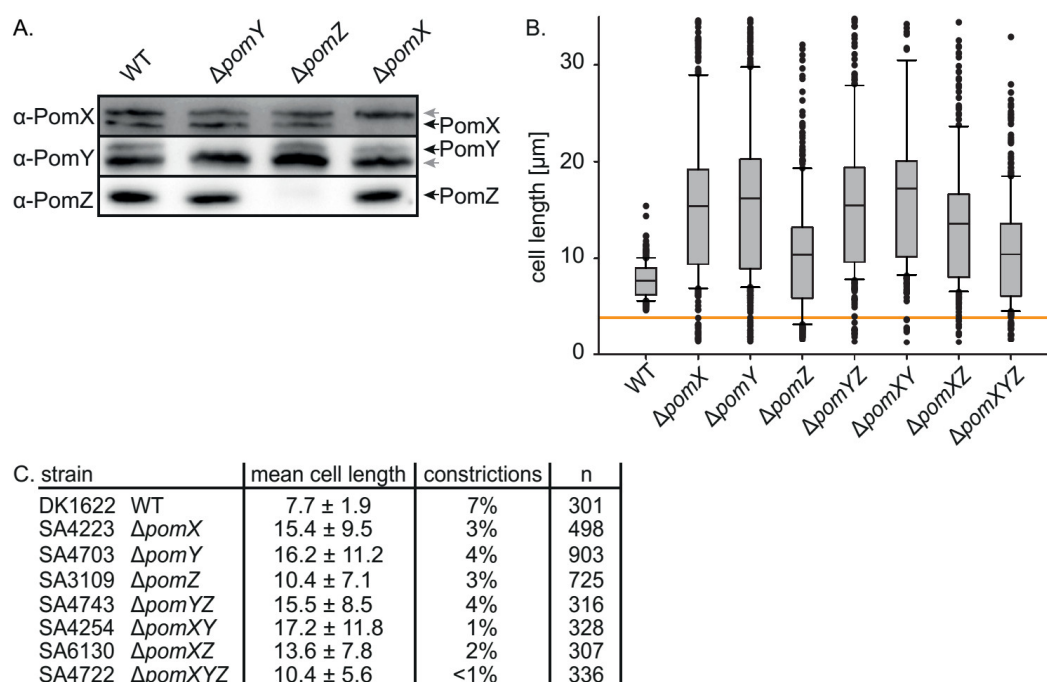 A.
WT ΔpomY ΔpomZ ΔpomX
α-PomX PomX
α-PomY PomY
α-PomZ PomZ
B.
cell length [µm]
30
20
10
0
WT ΔpomX ΔpomY ΔpomZ ΔpomYZ ΔpomXY ΔpomXZ ΔpomXYZ
C. strain mean cell length constrictions n
DK1622 WT 7.7 ± 1.9 7% 301
SA4223 ΔpomX 15.4 ± 9.5 3% 498
SA4703 ΔpomY 16.2 ± 11.2 4% 903
SA3109 ΔpomZ 10.4 ± 7.1 3% 725
SA4743 ΔpomYZ 15.5 ± 8.5 4% 316
SA4254 ΔpomXY 17.2 ± 11.8 1% 328
SA6130 ΔpomXZ 13.6 ± 7.8 2% 307
SA4722 ΔpomXYZ 10.4 ± 5.6 <1% 336